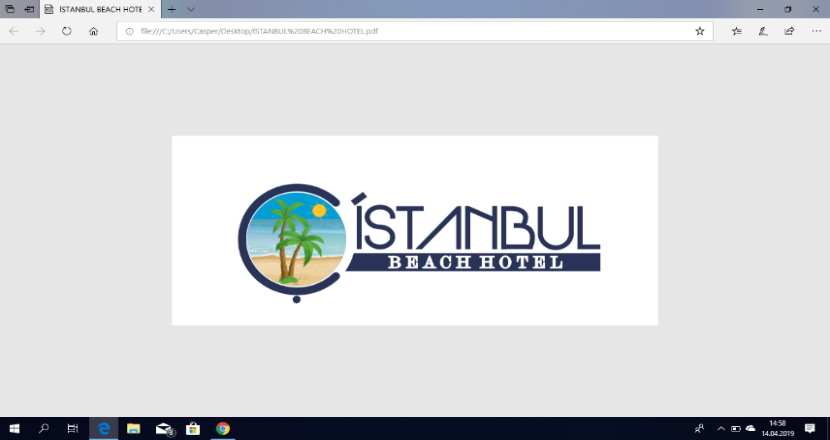 İSTANBUL BEACH HOTE
file:///C:/Users/Casper/Desktop/İSTANBUL%20BEACH%20HOTEL.pdf
İSTANBUL
BEACH HOTEL
14:58
14.04.2019